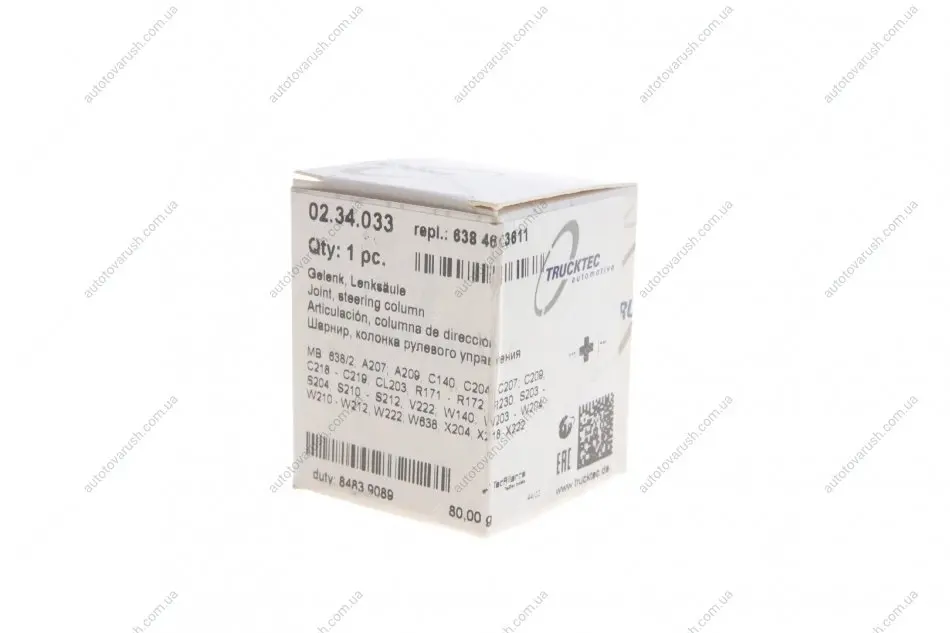 02.34.033
repl.: 638 46 3611
Qty: 1 pc.
Gelenk, Lenksäule
Joint, steering column
Articulación, columna de direcció
Шарнир, колонка рулевого управления
MB 638/2, A207, A209, C140, C204, C207, C209,
C218 - C219, CL203, R171 - R172, R230, S203 -
S204, S210 - S212, V222, W140, W203 - W204,
W210 - W212, W222, W638, X204, X218, X222
duty: 8483 9089
80,00 g
TRUCKTEC
automotive
EAC
TecAlliance
www.trucktec.de
autotovarush.com.ua